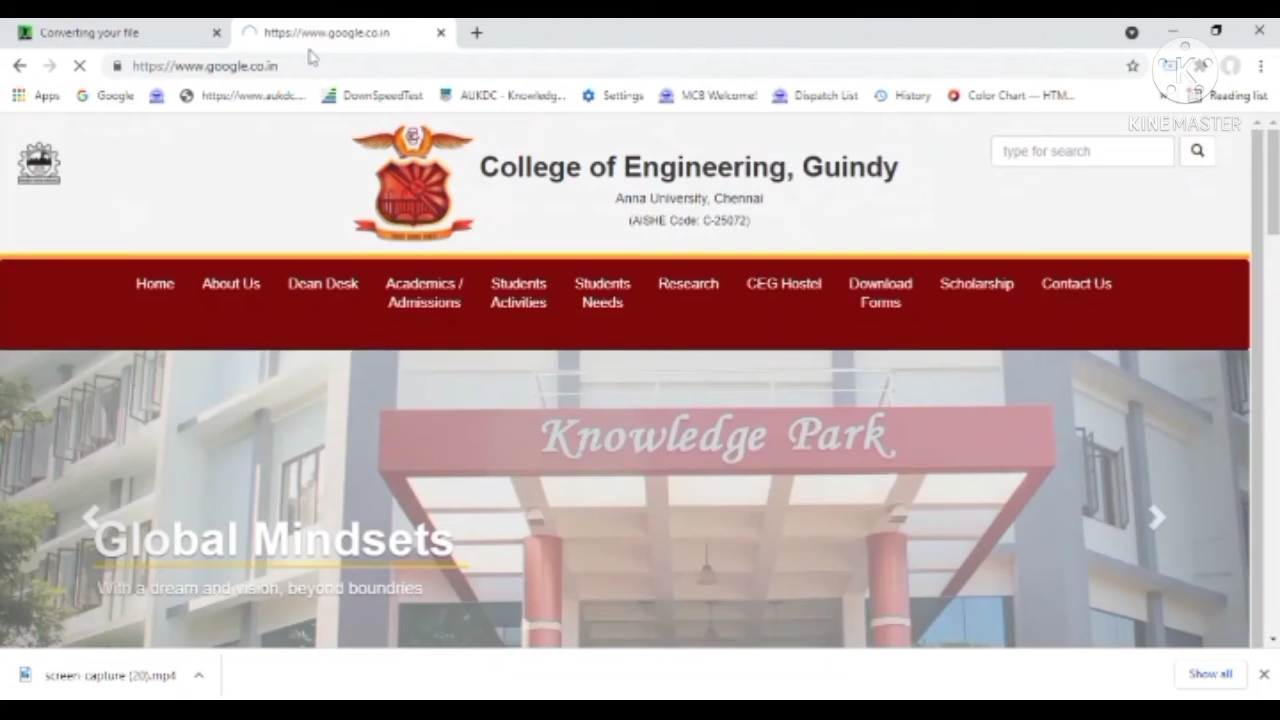 Converting your file
https://www.google.co.in
https://www.google.co.in
Apps
Google
https://www.aukdc....
DownSpeedTest
AUKDC - Knowledg...
Settings
MCB Welcome!
Dispatch List
History
Color Chart — HTM...
Reading list
KINEMASTER
College of Engineering, Guindy
Anna University, Chennai
(AISHE Code: C-25072)
type for search
Home
About Us
Dean Desk
Academics /
Admissions
Students
Activities
Students
Needs
Research
CEG Hostel
Download
Forms
Scholarship
Contact Us
Knowledge Park
Global Mindsets
With a dream and vision, beyond boundries
screen-capture (20).mp4
Show all